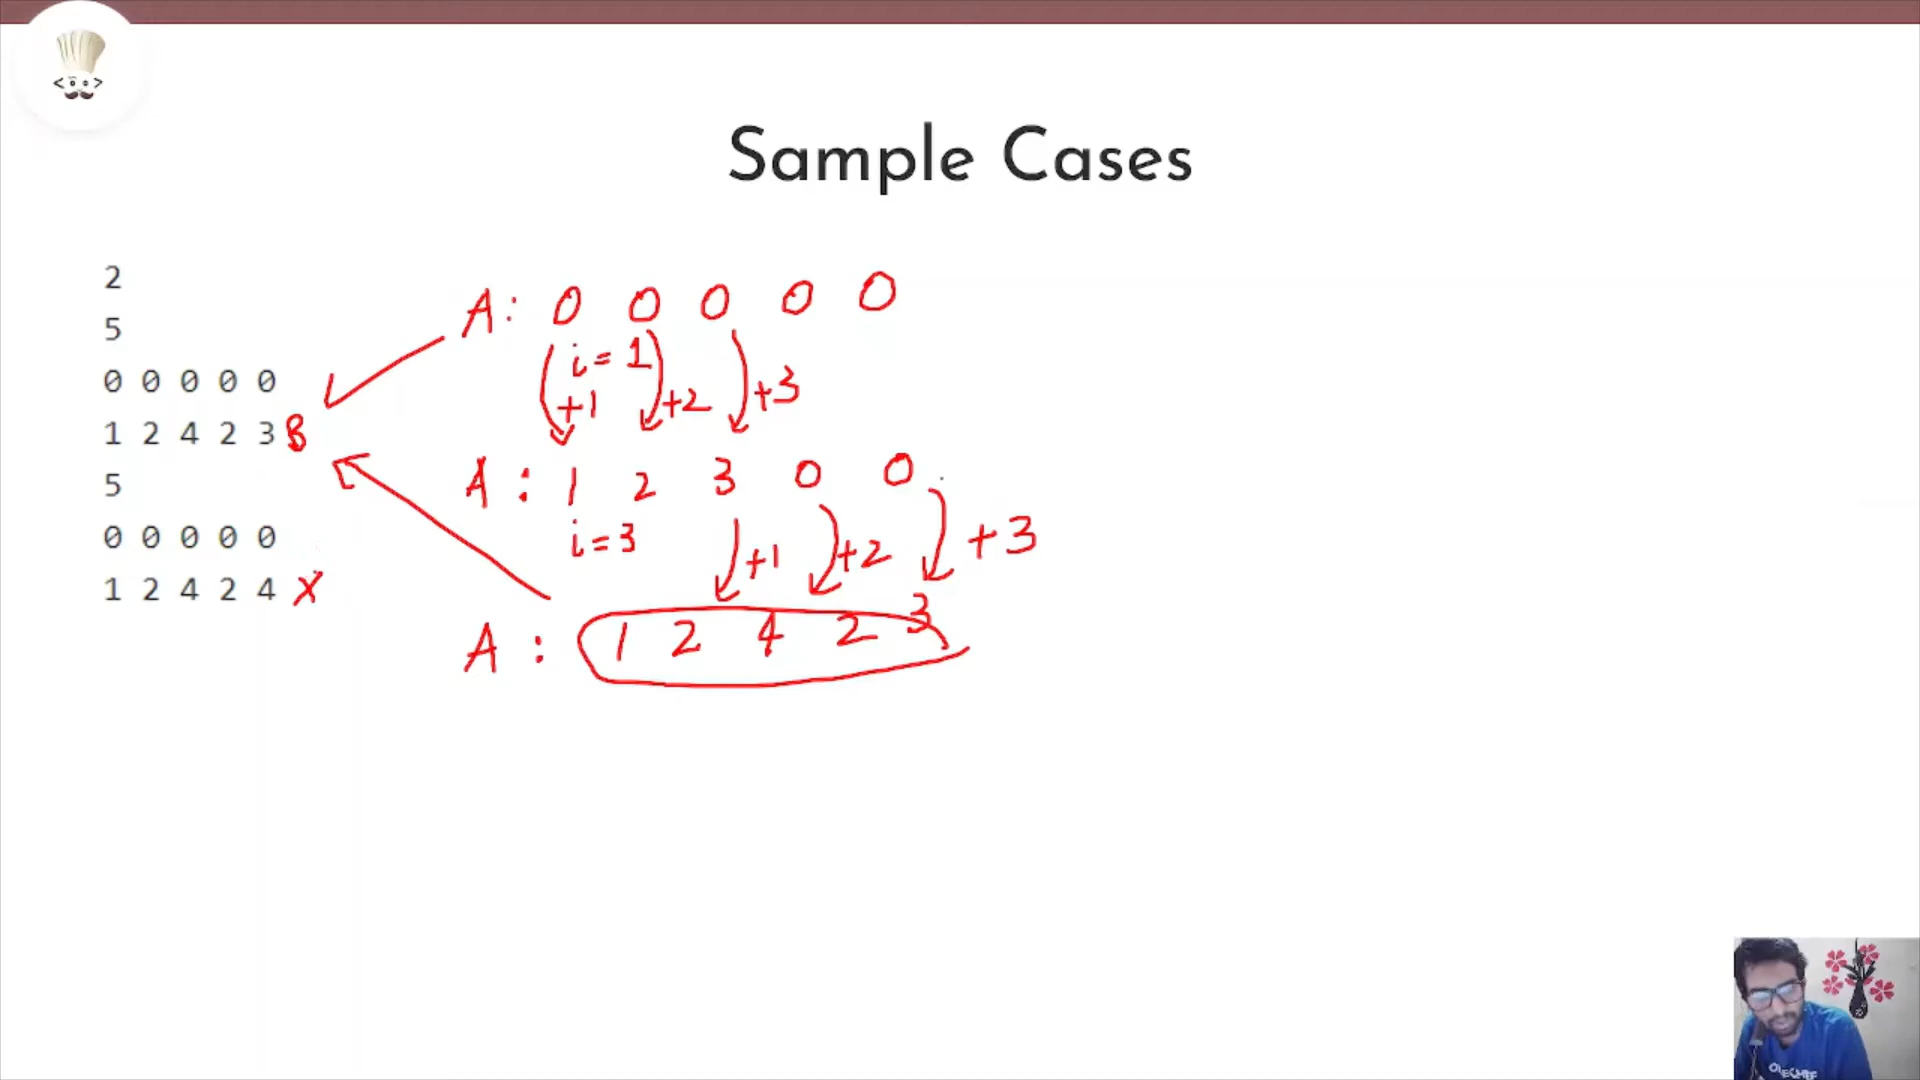 Sample Cases
2
5
0 0 0 0 0
1 2 4 2 3 B
5
0 0 0 0 0
1 2 4 2 4 X
A: 0 0 0 0 0
i = 1
+1 +2 +3
A: 1 2 3 0 0
i = 3
+1 +2 +3
A: 1 2 4 2 3